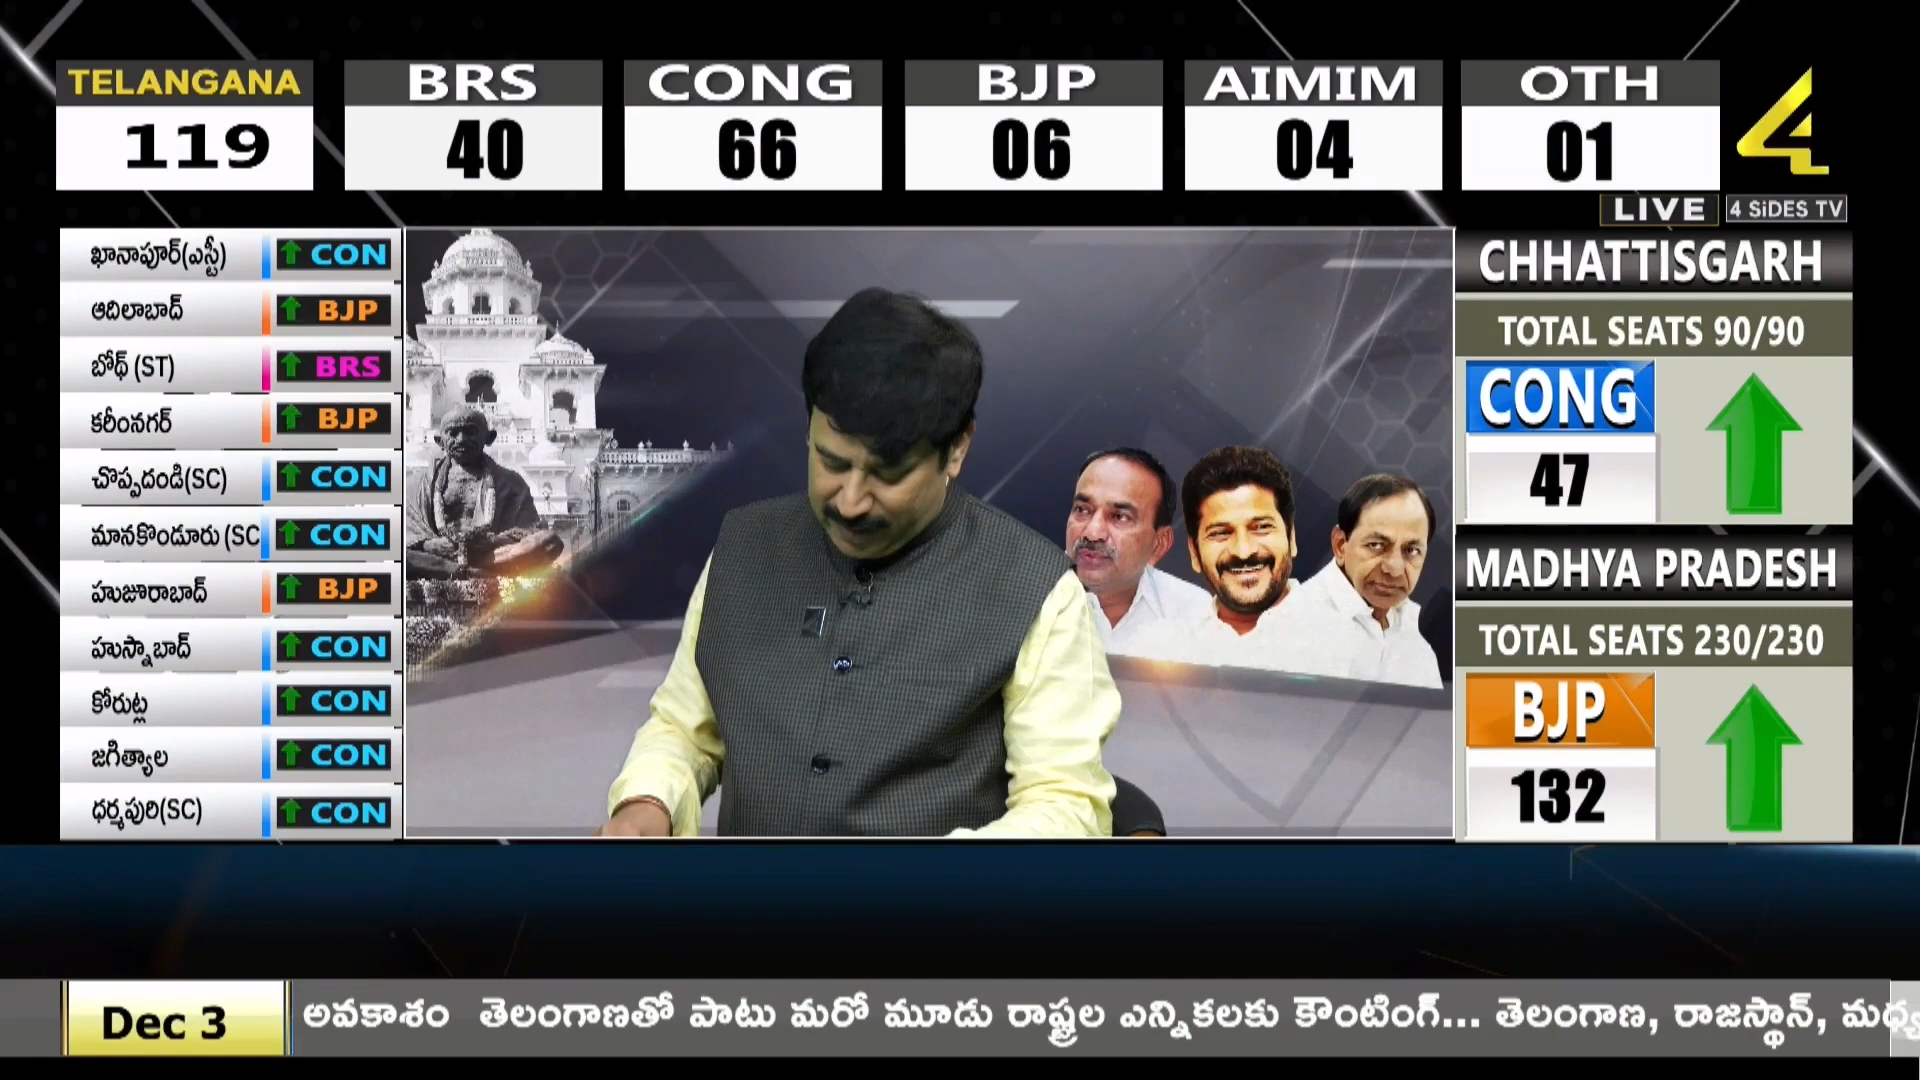 TELANGANA
119
BRS
40
CONG
66
BJP
06
AIMIM
04
OTH
01
LIVE
4 SiDES TV
ఖానాపూర్(ఎస్టీ) CON
ఆదిలాబాద్ BJP
బోథ్ (ST) BRS
కరీంనగర్ BJP
చొప్పదండి(SC) CON
మానకొండూరు (SC CON
హుజూరాబాద్ BJP
హుస్నాబాద్ CON
కోరుట్ల CON
జగిత్యాల CON
ధర్మపురి(SC) CON
CHHATTISGARH
TOTAL SEATS 90/90
CONG
47
MADHYA PRADESH
TOTAL SEATS 230/230
BJP
132
Dec 3
అవకాశం తెలంగాణతో పాటు మరో మూడు రాష్ట్రల ఎన్నికలకు కౌంటింగ్... తెలంగాణ, రాజస్థాన్, మధ్య